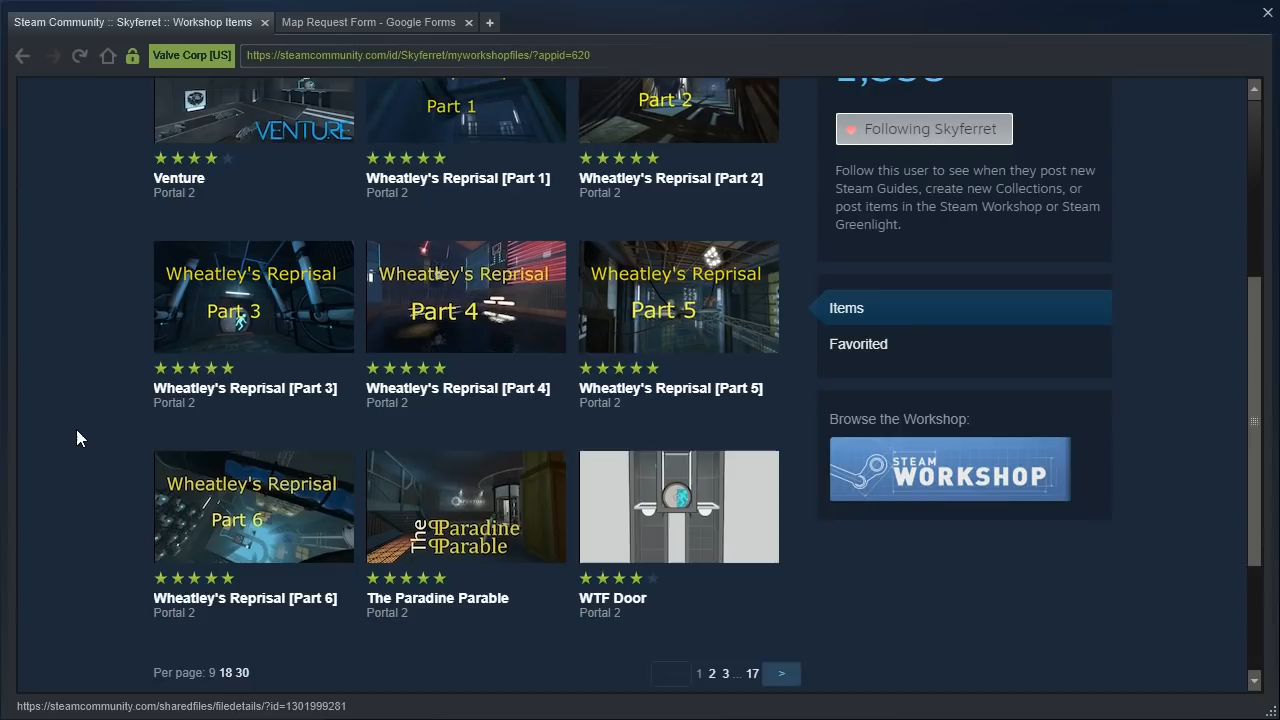 Steam Community :: Skyferret :: Workshop Items
Map Request Form - Google Forms
Valve Corp [US]
https://steamcommunity.com/id/Skyferret/myworkshopfiles/?appid=620
VENTURE
Part 1
Part 2
Venture
Portal 2
Wheatley's Reprisal [Part 1]
Portal 2
Wheatley's Reprisal [Part 2]
Portal 2
Following Skyferret
Follow this user to see when they post new
Steam Guides, create new Collections, or
post items in the Steam Workshop or Steam
Greenlight.
Wheatley's Reprisal
Part 3
Wheatley's Reprisal
Part 4
Wheatley's Reprisal
Part 5
Wheatley's Reprisal [Part 3]
Portal 2
Wheatley's Reprisal [Part 4]
Portal 2
Wheatley's Reprisal [Part 5]
Portal 2
Items
Favorited
Browse the Workshop:
STEAM
WORKSHOP
Wheatley's Reprisal
Part 6
The Paradine
Parable
Wheatley's Reprisal [Part 6]
Portal 2
The Paradine Parable
Portal 2
WTF Door
Portal 2
Per page: 9 18 30
1 2 3 ... 17 >
https://steamcommunity.com/sharedfiles/filedetails/?id=1301999281